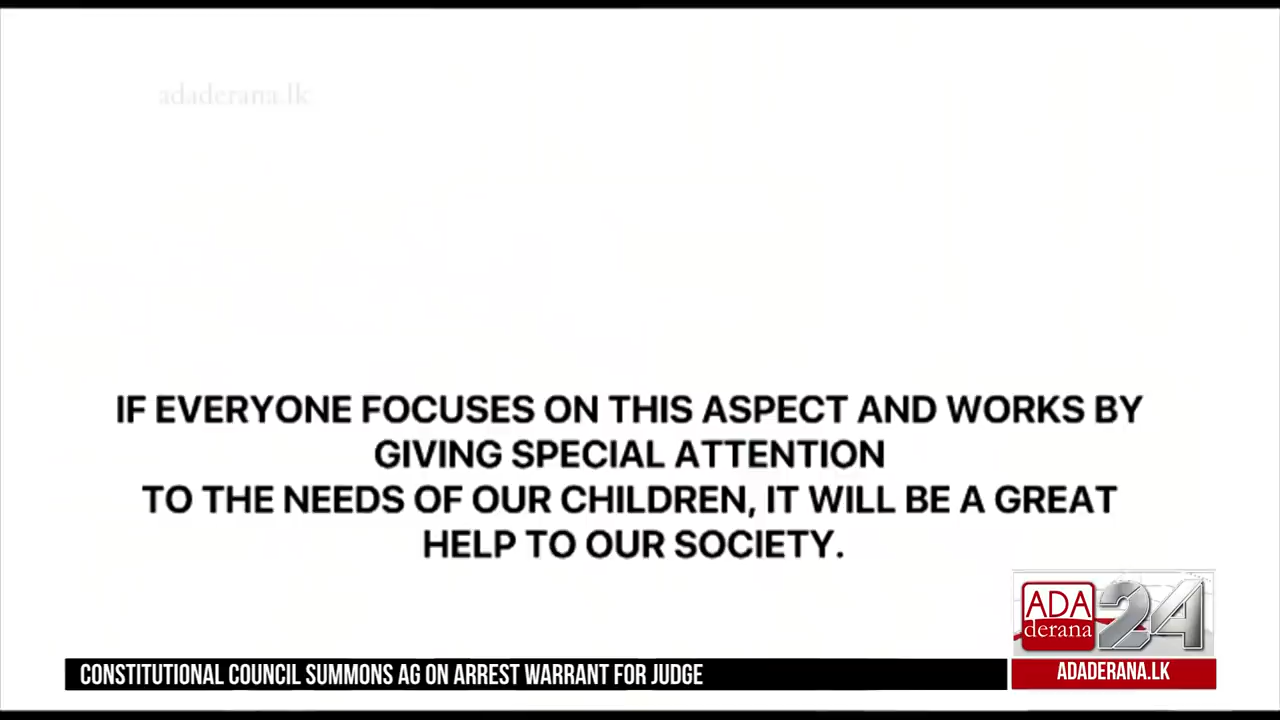 adaderana.lk
IF EVERYONE FOCUSES ON THIS ASPECT AND WORKS BY
GIVING SPECIAL ATTENTION
TO THE NEEDS OF OUR CHILDREN, IT WILL BE A GREAT
HELP TO OUR SOCIETY.
ADA
derana
24
CONSTITUTIONAL COUNCIL SUMMONS AG ON ARREST WARRANT FOR JUDGE
ADADERANA.LK